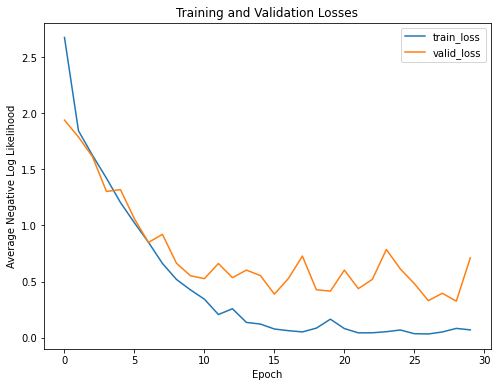 Training and Validation Losses
train_loss
valid_loss
Average Negative Log Likelihood
2.5
2.0
1.5
1.0
0.5
0.0
0 5 10 15 20 25 30
Epoch